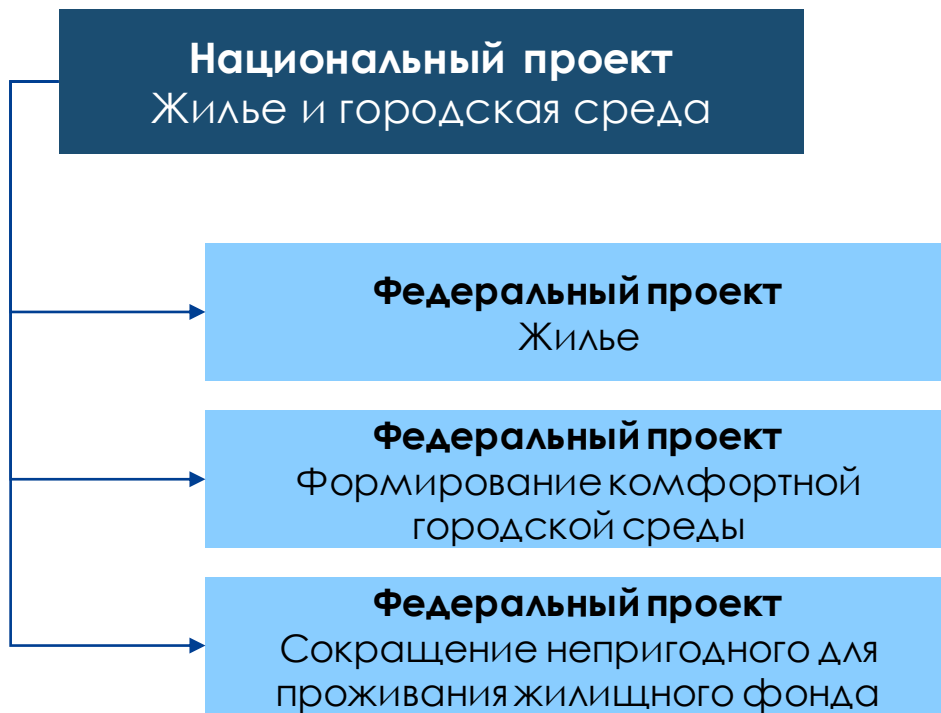 Национальный проект
Жилье и городская среда
Федеральный проект
Жилье
Федеральный проект
Формирование комфортной
городской среды
Федеральный проект
Сокращение непригодного для
проживания жилищного фонда